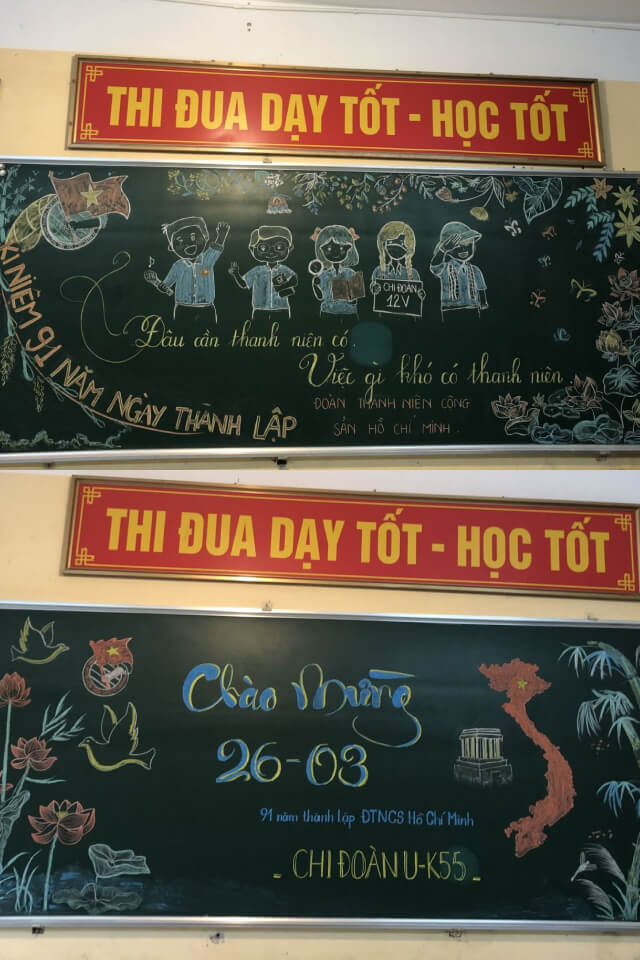 THI ĐUA DẠY TỐT - HỌC TỐT
KỈ NIỆM 91 NĂM NGÀY THÀNH LẬP
CHI ĐOÀN
12V
Đâu cần thanh niên có.
Việc gì khó có thanh niên.
ĐOÀN THANH NIÊN CỘNG
SẢN HỒ CHÍ MINH.
THI ĐUA DẠY TỐT - HỌC TỐT
Chào Mừng
26-03
91 năm thành lập ĐTNCS Hồ Chí Minh
- CHI ĐOÀN U-K55 -